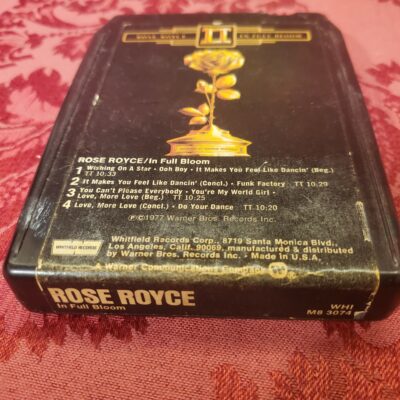 ROSE ROYCE II IN FULL BLOOM
ROSE ROYCE/In Full Bloom
1 Wishing On A Star • Ooh Boy • It Makes You Feel Like Dancin' (Beg.)
TT 10:33
2 It Makes You Feel Like Dancin' (Concl.) • Funk Factory TT 10:29
3 You Can't Please Everybody • You're My World Girl •
Love, More Love (Beg.) TT 10:25
4 Love, More Love (Concl.) • Do Your Dance TT 10:20
℗©1977 Warner Bros. Records Inc.
WHITFIELD RECORDS
Whitfield Records Corp., 8719 Santa Monica Blvd.
Los Angeles, Calif. 90069, manufactured & distributed
by Warner Bros. Records Inc. • Made in U.S.A.
A Warner Communications Company
ROSE ROYCE
In Full Bloom
WHI
M8 3074